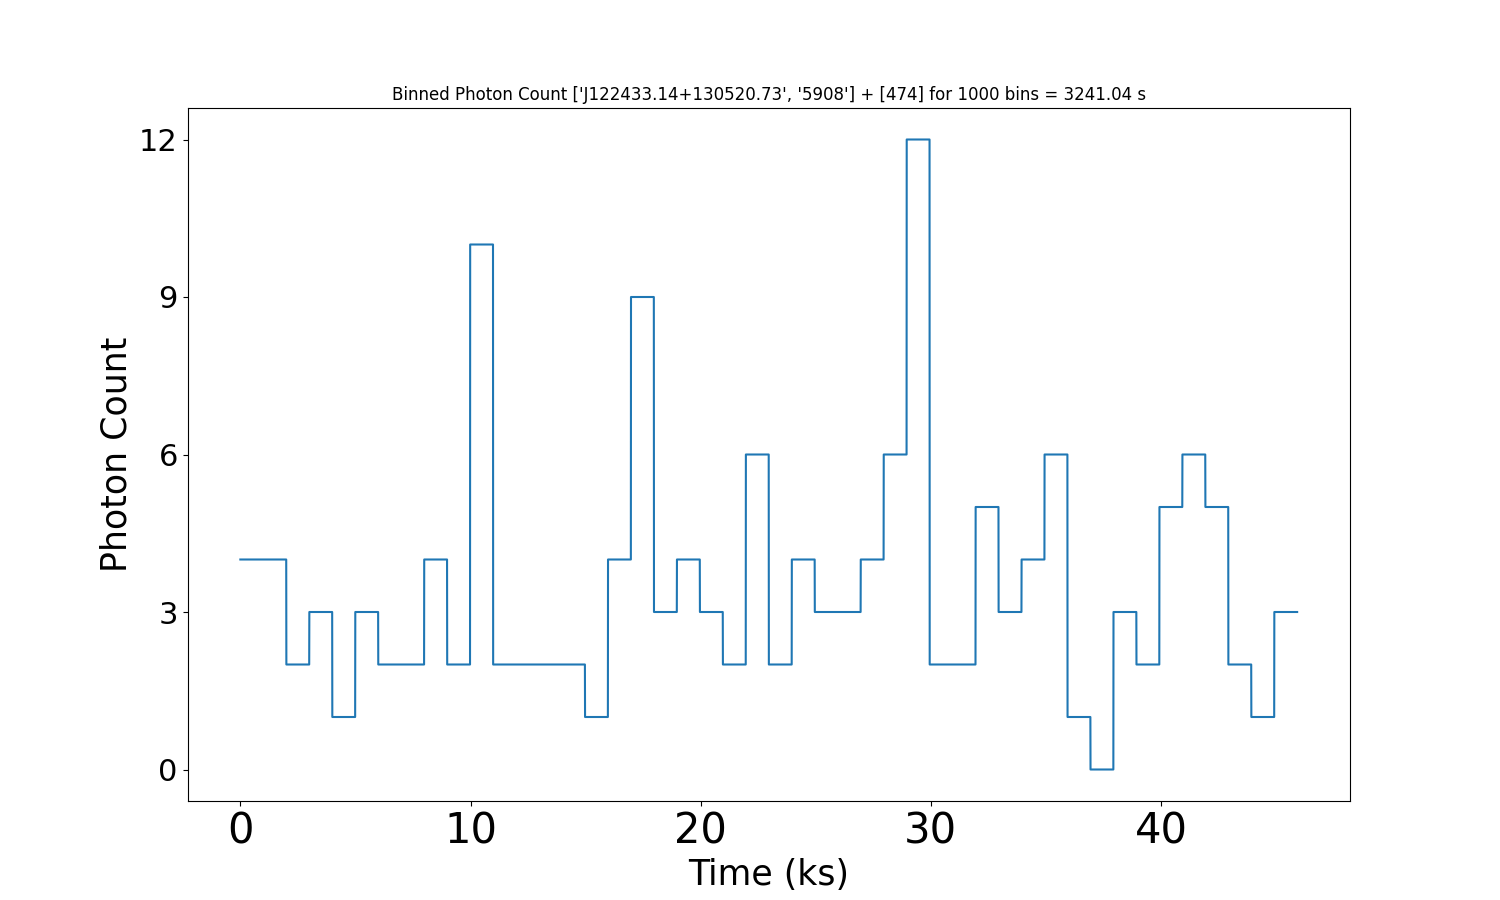 Binned Photon Count ['J122433.14+130520.73', '5908'] + [474] for 1000 bins = 3241.04 s
12
9
6
3
0
Photon Count
0 10 20 30 40
Time (ks)